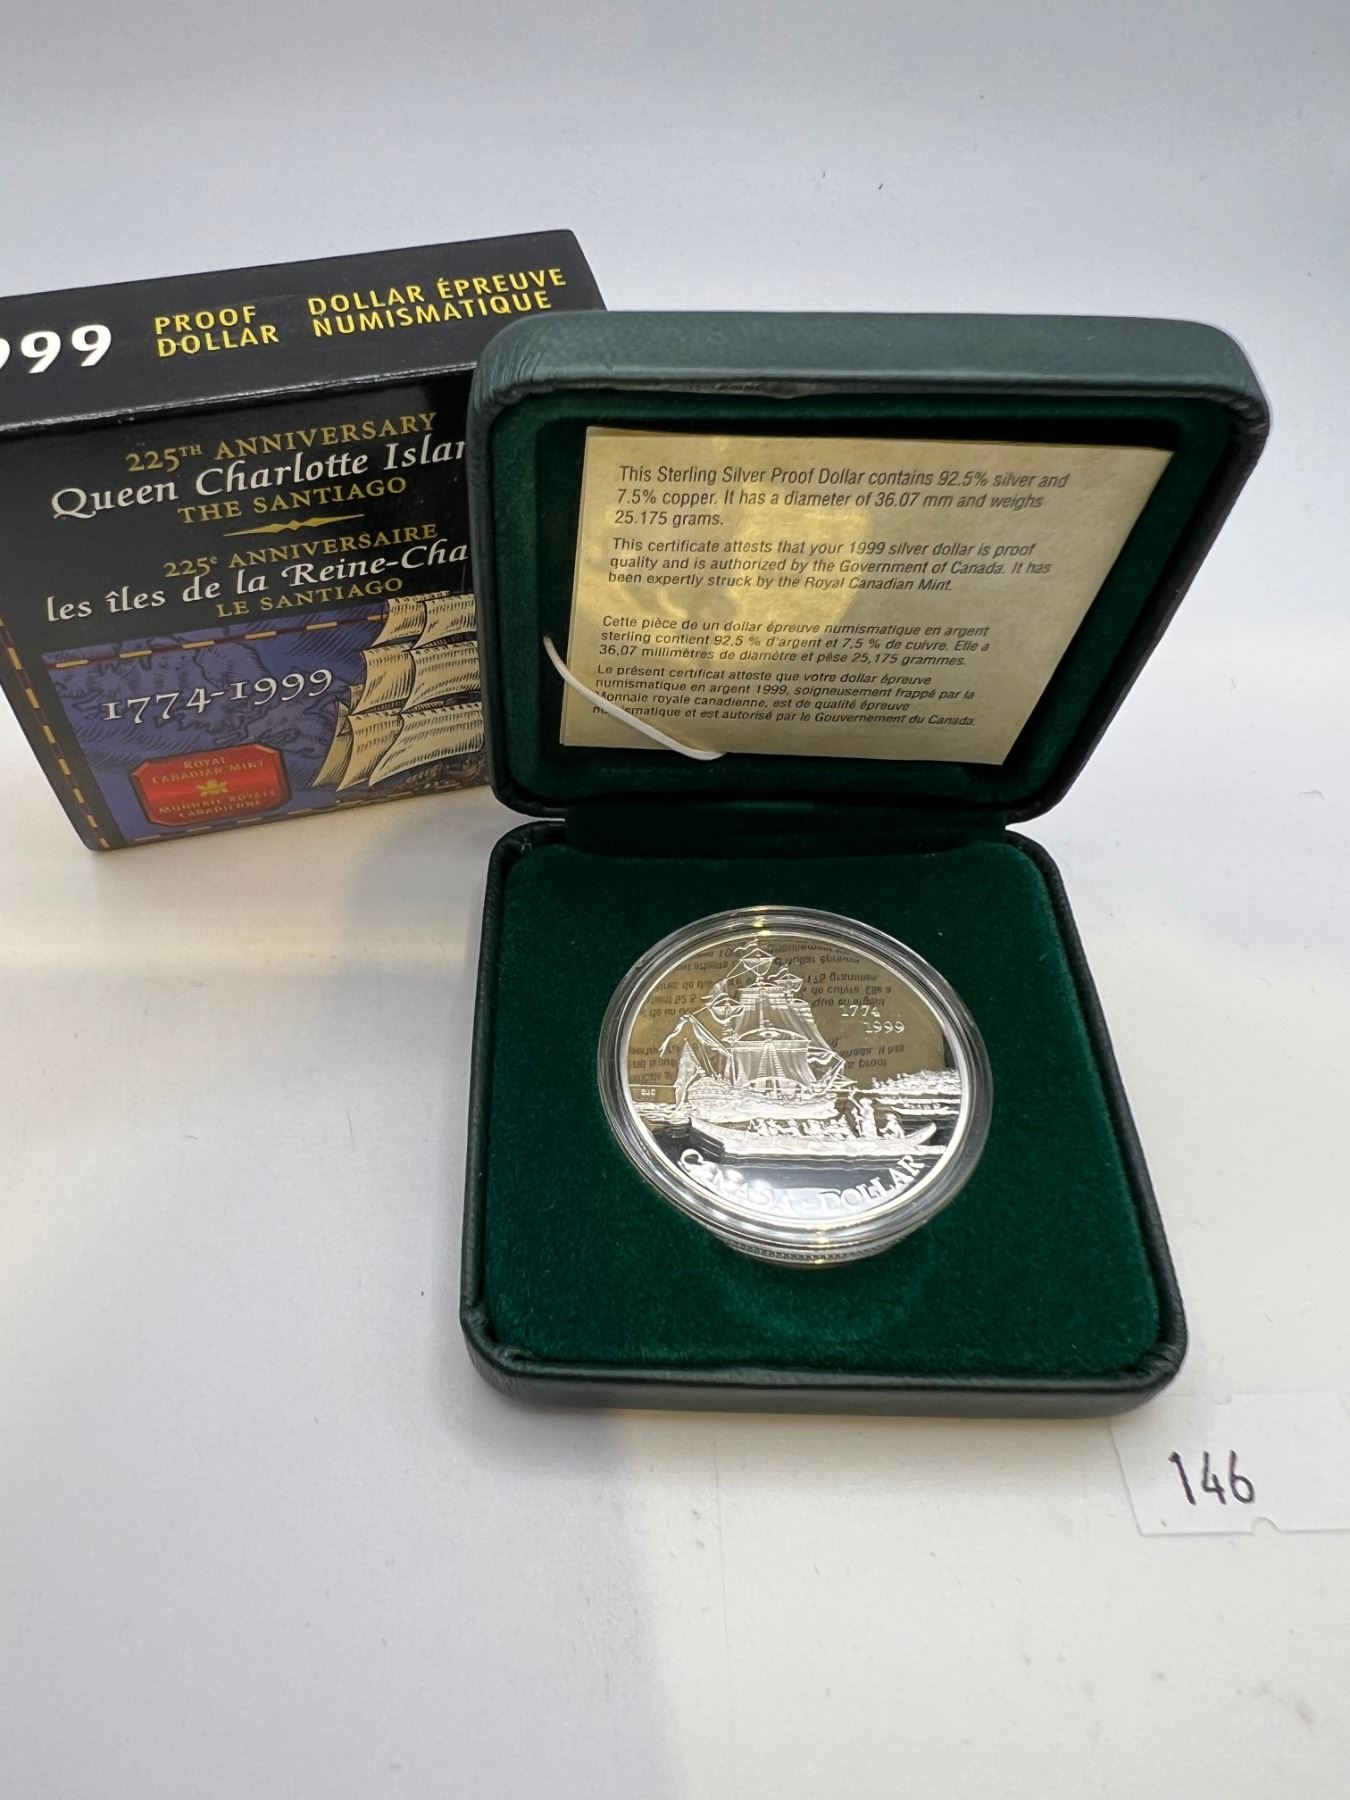 999 PROOF DOLLAR ÉPREUVE
DOLLAR NUMISMATIQUE
225TH ANNIVERSARY
Queen Charlotte Islan
THE SANTIAGO
225e ANNIVERSAIRE
les îles de la Reine-Cha
LE SANTIAGO
1774-1999
ROYAL
CANADIAN MINT
MONNAIE ROYALE
CANADIENNE
This Sterling Silver Proof Dollar contains 92.5% silver and
7.5% copper. It has a diameter of 36.07 mm and weighs
25.175 grams.
This certificate attests that your 1999 silver dollar is proof
quality and is authorized by the Government of Canada. It has
been expertly struck by the Royal Canadian Mint.
Cette pièce de un dollar épreuve numismatique en argent
sterling contient 92.5 % d'argent et 7,5 % de cuivre. Elle a
36,07 millimètres de diamètre et pèse 25,175 grammes.
Le présent certificat atteste que votre dollar épreuve
numismatique en argent 1999, soigneusement frappé par la
Monnaie royale canadienne, est de qualité épreuve
numismatique et est autorisé par le Gouvernement du Canada.
1774
1999
CANADA DOLLAR
146